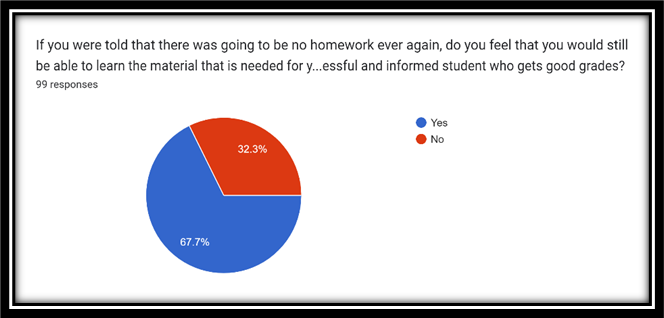 If you were told that there was going to be no homework ever again, do you feel that you would still
be able to learn the material that is needed for y...essful and informed student who gets good grades?
99 responses
Yes
No
32.3%
67.7%